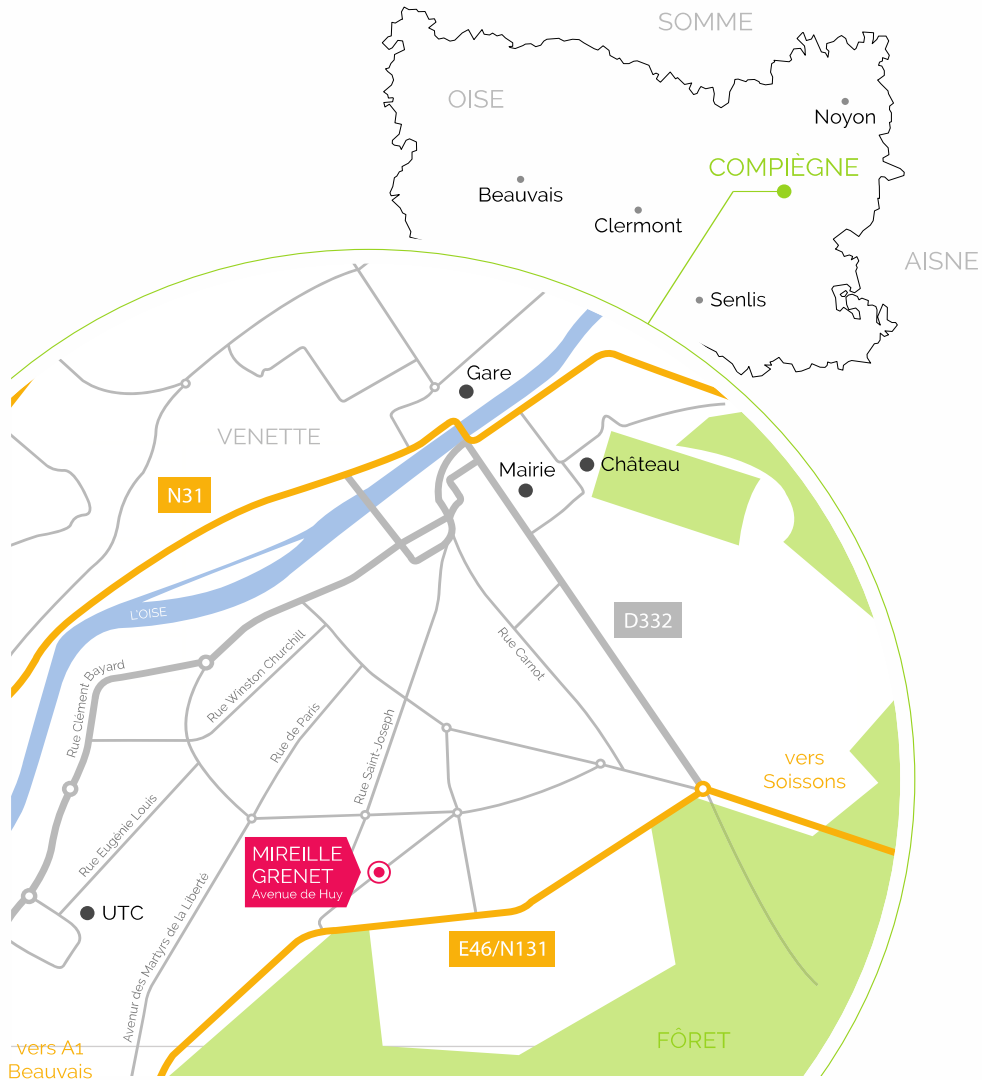 SOMME
OISE
Noyon
COMPIÈGNE
Beauvais
Clermont
AISNE
Senlis
Gare
VENETTE
Mairie
Château
N31
L'OISE
D332
Rue Carnot
Rue Winston Churchill
Rue Clément Bayard
Rue de Paris
Rue Saint-Joseph
vers
Soissons
Rue Eugénie Louis
MIREILLE
GRENET
Avenue de Huy
UTC
Avenur des Martyrs de la Liberté
E46/N131
FÔRET
vers A1
Beauvais